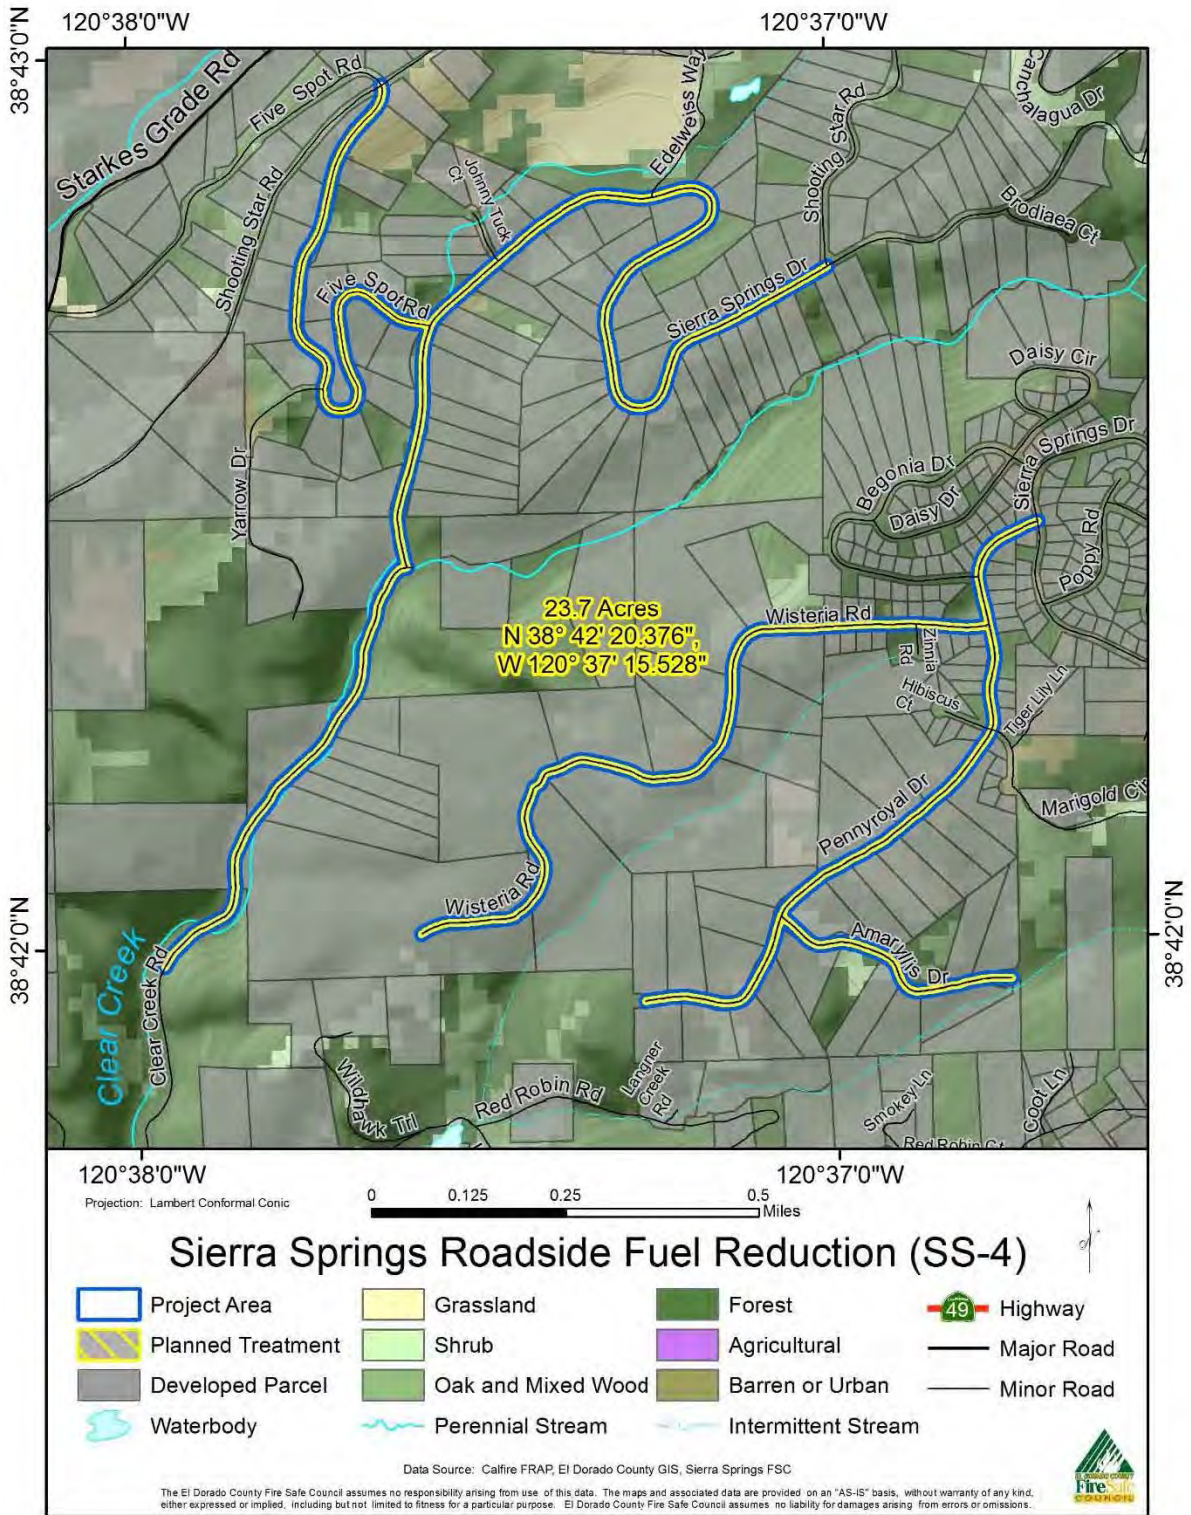 120°38'0"W
120°37'0"W
38°43'0"N
Starkes Grade Rd
Five Spot Rd
Shooting Star Rd
Johnny Tuck
Ct
Edelweiss Way
Shooting Star Rd
Canchalagua Dr
Brodiaea Ct
Five Spot Rd
Sierra Springs Dr
Daisy Cir
Sierra Springs Dr
Begonia Dr
Daisy Dr
Poppy Rd
Yarrow Dr
23.7 Acres
N 38° 42' 20.376",
W 120° 37' 15.528"
Wisteria Rd
Zinnia
Rd
Hibiscus
Ct
Tiger Lily Ln
Marigold Cir
Pennyroyal Dr
Wisteria Rd
Amaryllis Dr
38°42'0"N
38°42'0"N
Clear Creek
Clear Creek Rd
Wildhawk Trl
Red Robin Rd
Langner
Creek
Rd
Smokey Ln
Coot Ln
Red Robin Ct
120°38'0"W
120°37'0"W
Projection: Lambert Conformal Conic
0 0.125 0.25 0.5
Miles
Sierra Springs Roadside Fuel Reduction (SS-4)
Project Area
Grassland
Forest
49
Highway
Planned Treatment
Shrub
Agricultural
Major Road
Developed Parcel
Oak and Mixed Wood
Barren or Urban
Minor Road
Waterbody
Perennial Stream
Intermittent Stream
Data Source: Calfire FRAP, El Dorado County GIS, Sierra Springs FSC
The El Dorado County Fire Safe Council assumes no responsibility arising from use of this data. The maps and associated data are provided on an "AS-IS" basis, without warranty of any kind,
either expressed or implied, including but not limited to fitness for a particular purpose. El Dorado County Fire Safe Council assumes no liability for damages arising from errors or omissions.
EL DORADO COUNTY
Fire Safe
COUNCIL